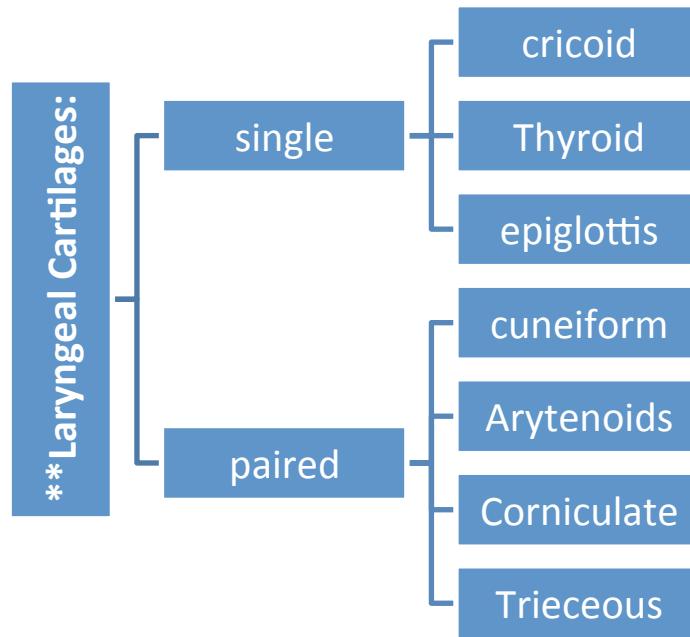 **Laryngeal Cartilages:
single
cricoid
Thyroid
epiglottis
paired
cuneiform
Arytenoids
Corniculate
Trieceous